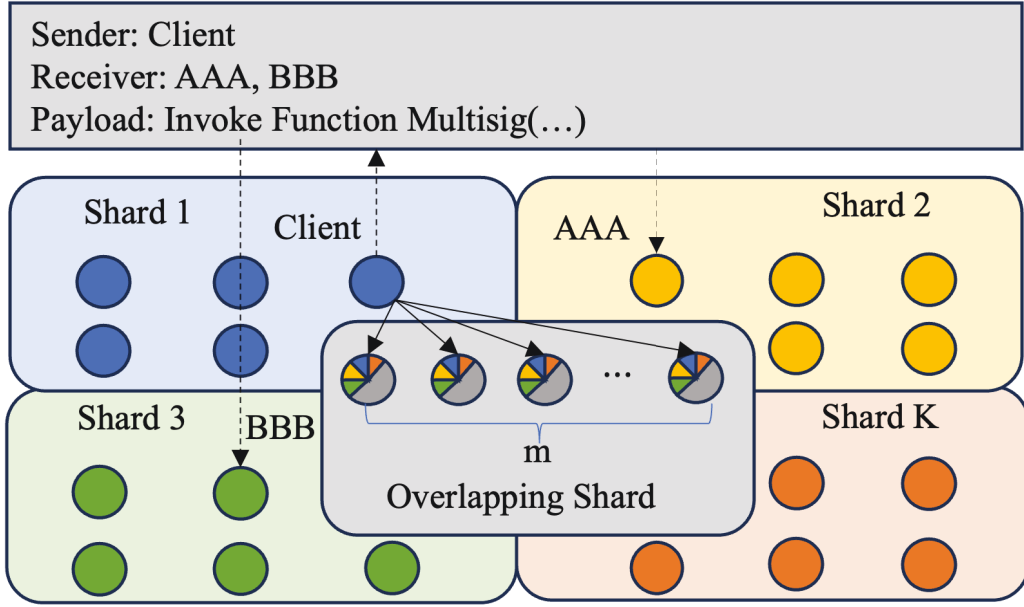 Sender: Client
Receiver: AAA, BBB
Payload: Invoke Function Multisig(…)
Shard 1
Client
AAA
Shard 2
...
Shard 3
BBB
m
Overlapping Shard
Shard K